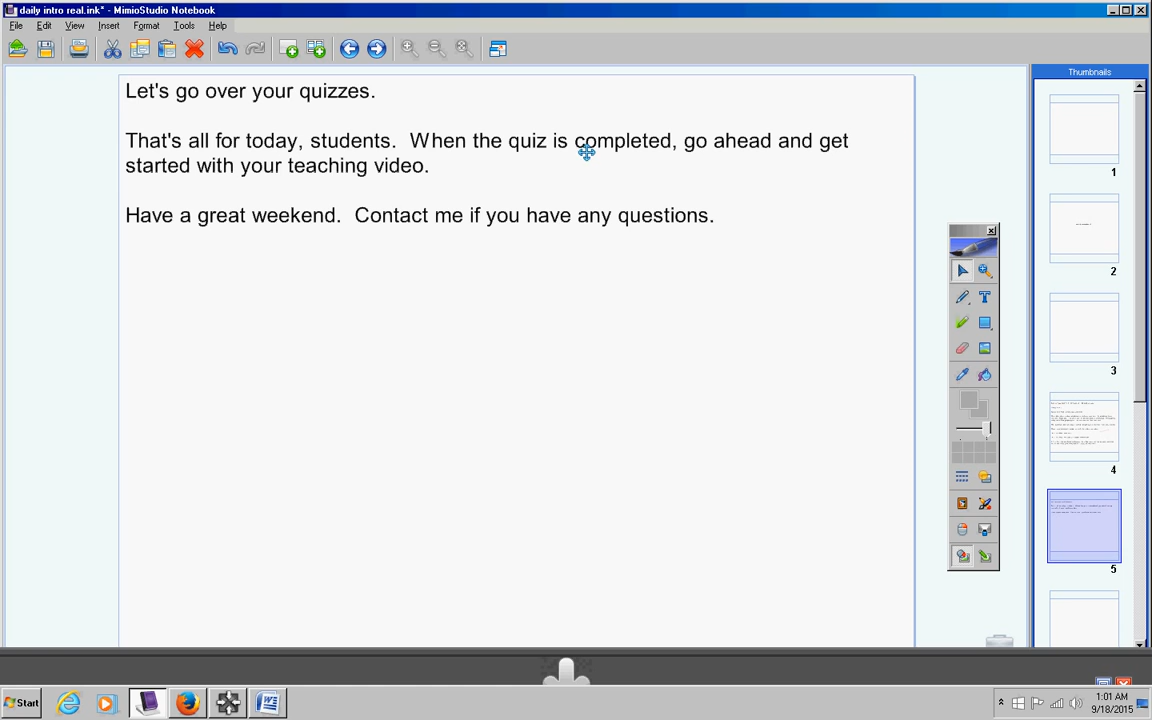 daily intro real.ink* - MimioStudio Notebook
File Edit View Insert Format Tools Help
Thumbnails
Let's go over your quizzes.
That's all for today, students. When the quiz is completed, go ahead and get
started with your teaching video.
Have a great weekend. Contact me if you have any questions.
1
2
3
4
5
Start
1:01 AM
9/18/2015